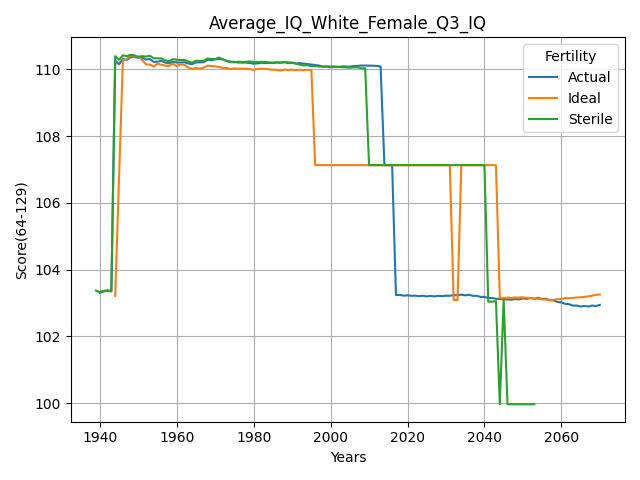 Average_IQ_White_Female_Q3_IQ
Fertility
Actual
Ideal
Sterile
Score(64-129)
110
108
106
104
102
100
1940 1960 1980 2000 2020 2040 2060
Years